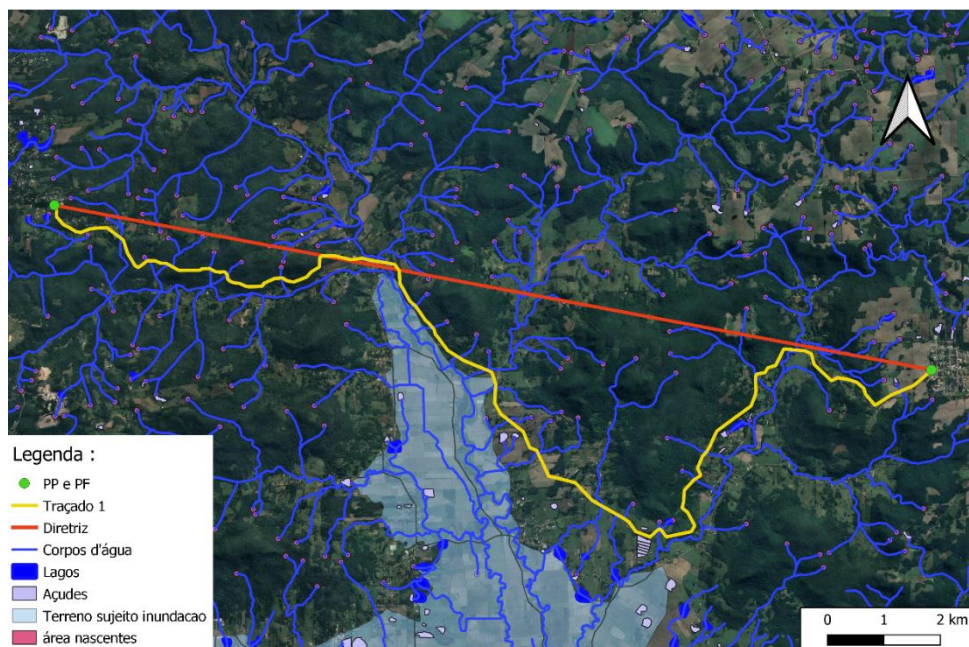 Legenda :
PP e PF
Traçado 1
Diretriz
Corpos d'água
Lagos
Açudes
Terreno sujeito inundacao
área nascentes
0 1 2 km